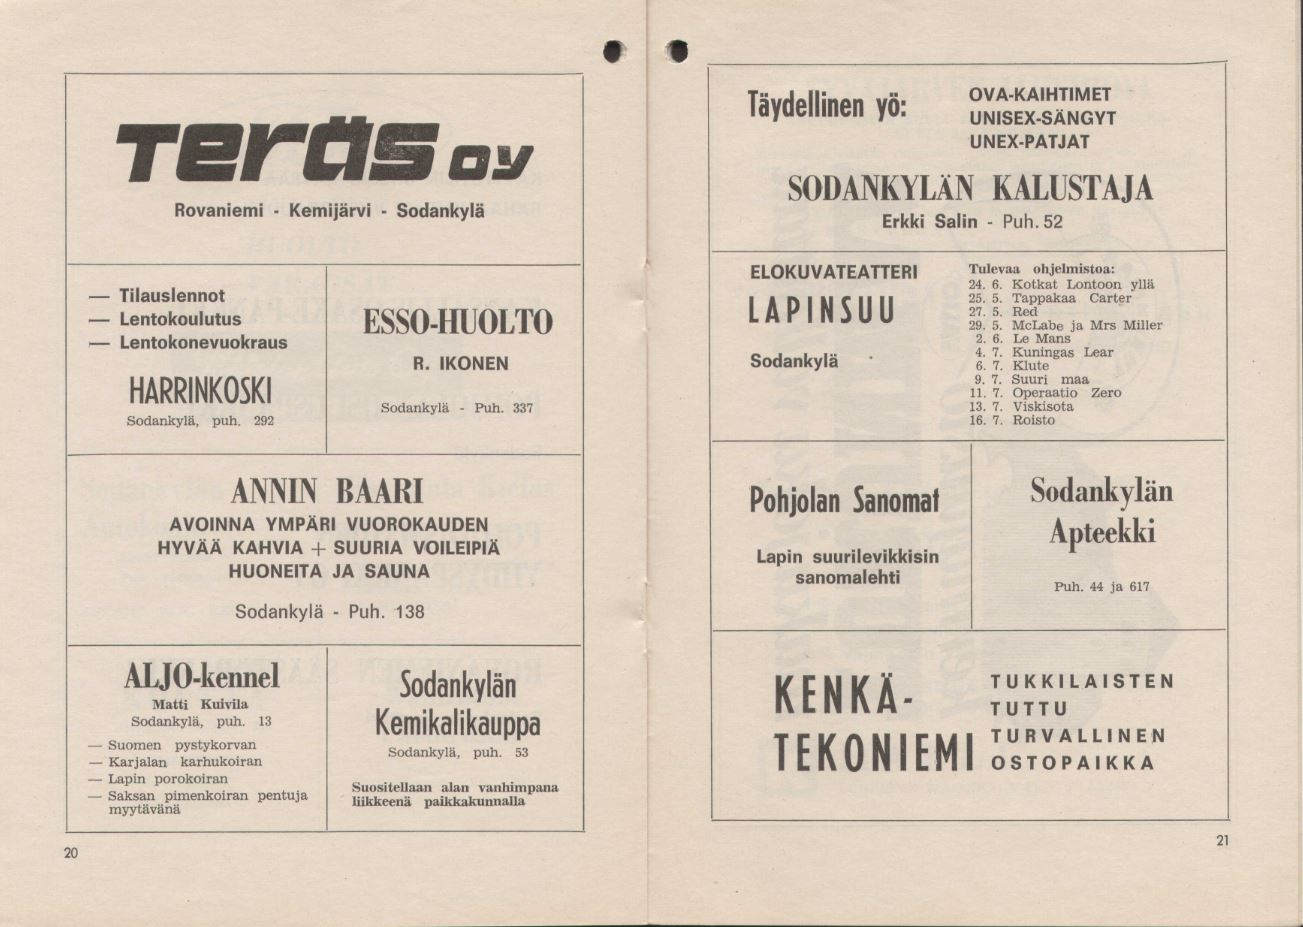 Teräs oy
Rovaniemi - Kemijärvi - Sodankylä
— Tilauslennot
— Lentokoulutus
— Lentokonevuokraus
HARRINKOSKI
Sodankylä, puh. 292
ESSO-HUOLTO
R. IKONEN
Sodankylä - Puh. 337
ANNIN BAARI
AVOINNA YMPÄRI VUOROKAUDEN
HYVÄÄ KAHVIA + SUURIA VOILEIPIÄ
HUONEITA JA SAUNA
Sodankylä - Puh. 138
ALJO-kennel
Matti Kuivila
Sodankylä, puh. 13
— Suomen pystykorvan
— Karjalan karhukoiran
— Lapin porokoiran
— Saksan pimenkoiran pentuja
myytävänä
Sodankylän
Kemikalikauppa
Sodankylä, puh. 53
Suositellaan alan vanhimpana
liikkeenä paikkakunnalla
20
Täydellinen yö:
OVA-KAIHTIMET
UNISEX-SÄNGYT
UNEX-PATJAT
SODANKYLÄN KALUSTAJA
Erkki Salin - Puh. 52
ELOKUVATEATTERI
LAPINSUU
Sodankylä
Tulevaa ohjelmistoa:
24. 6. Kotkat Lontoon yllä
25. 5. Tappakaa Carter
27. 5. Red
29. 5. McLabe ja Mrs Miller
2. 6. Le Mans
4. 7. Kuningas Lear
6. 7. Klute
9. 7. Suuri maa
11. 7. Operaatio Zero
13. 7. Viskisota
16. 7. Roisto
Pohjolan Sanomat
Lapin suurilevikkisin
sanomalehti
Sodankylän
Apteekki
Puh. 44 ja 617
KENKÄ-
TEKONIEMI
TUKKILAISTEN
TUTTU
TURVALLINEN
OSTOPAIKKA
21